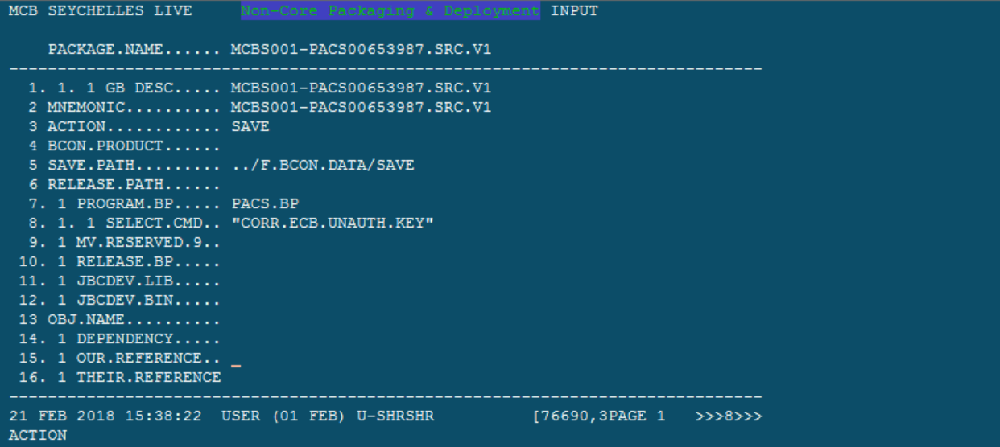 MCB SEYCHELLES LIVE Non-Core Packaging & Deployment INPUT
PACKAGE.NAME...... MCBS001-PACS00653987.SRC.V1
------------------------------------------------------------------------------
1. 1. 1 GB DESC..... MCBS001-PACS00653987.SRC.V1
2 MNEMONIC.......... MCBS001-PACS00653987.SRC.V1
3 ACTION............ SAVE
4 BCON.PRODUCT......
5 SAVE.PATH......... ../F.BCON.DATA/SAVE
6 RELEASE.PATH......
7. 1 PROGRAM.BP..... PACS.BP
8. 1. 1 SELECT.CMD.. "CORR.ECB.UNAUTH.KEY"
9. 1 MV.RESERVED.9..
10. 1 RELEASE.BP.....
11. 1 JBCDEV.LIB.....
12. 1 JBCDEV.BIN.....
13 OBJ.NAME..........
14. 1 DEPENDENCY.....
15. 1 OUR.REFERENCE.. _
16. 1 THEIR.REFERENCE
------------------------------------------------------------------------------
21 FEB 2018 15:38:22 USER (01 FEB) U-SHRSHR [76690,3PAGE 1 >>>8>>>
ACTION